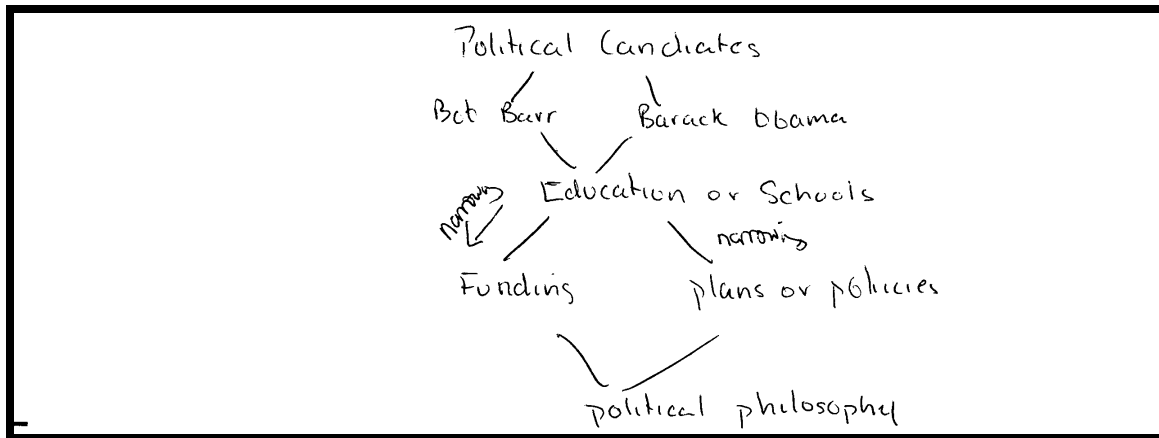 Political Candiates
Bob Barr Barack Obama
Education or Schools
narrowing
narrowing
Funding plans or policies
political philosophy